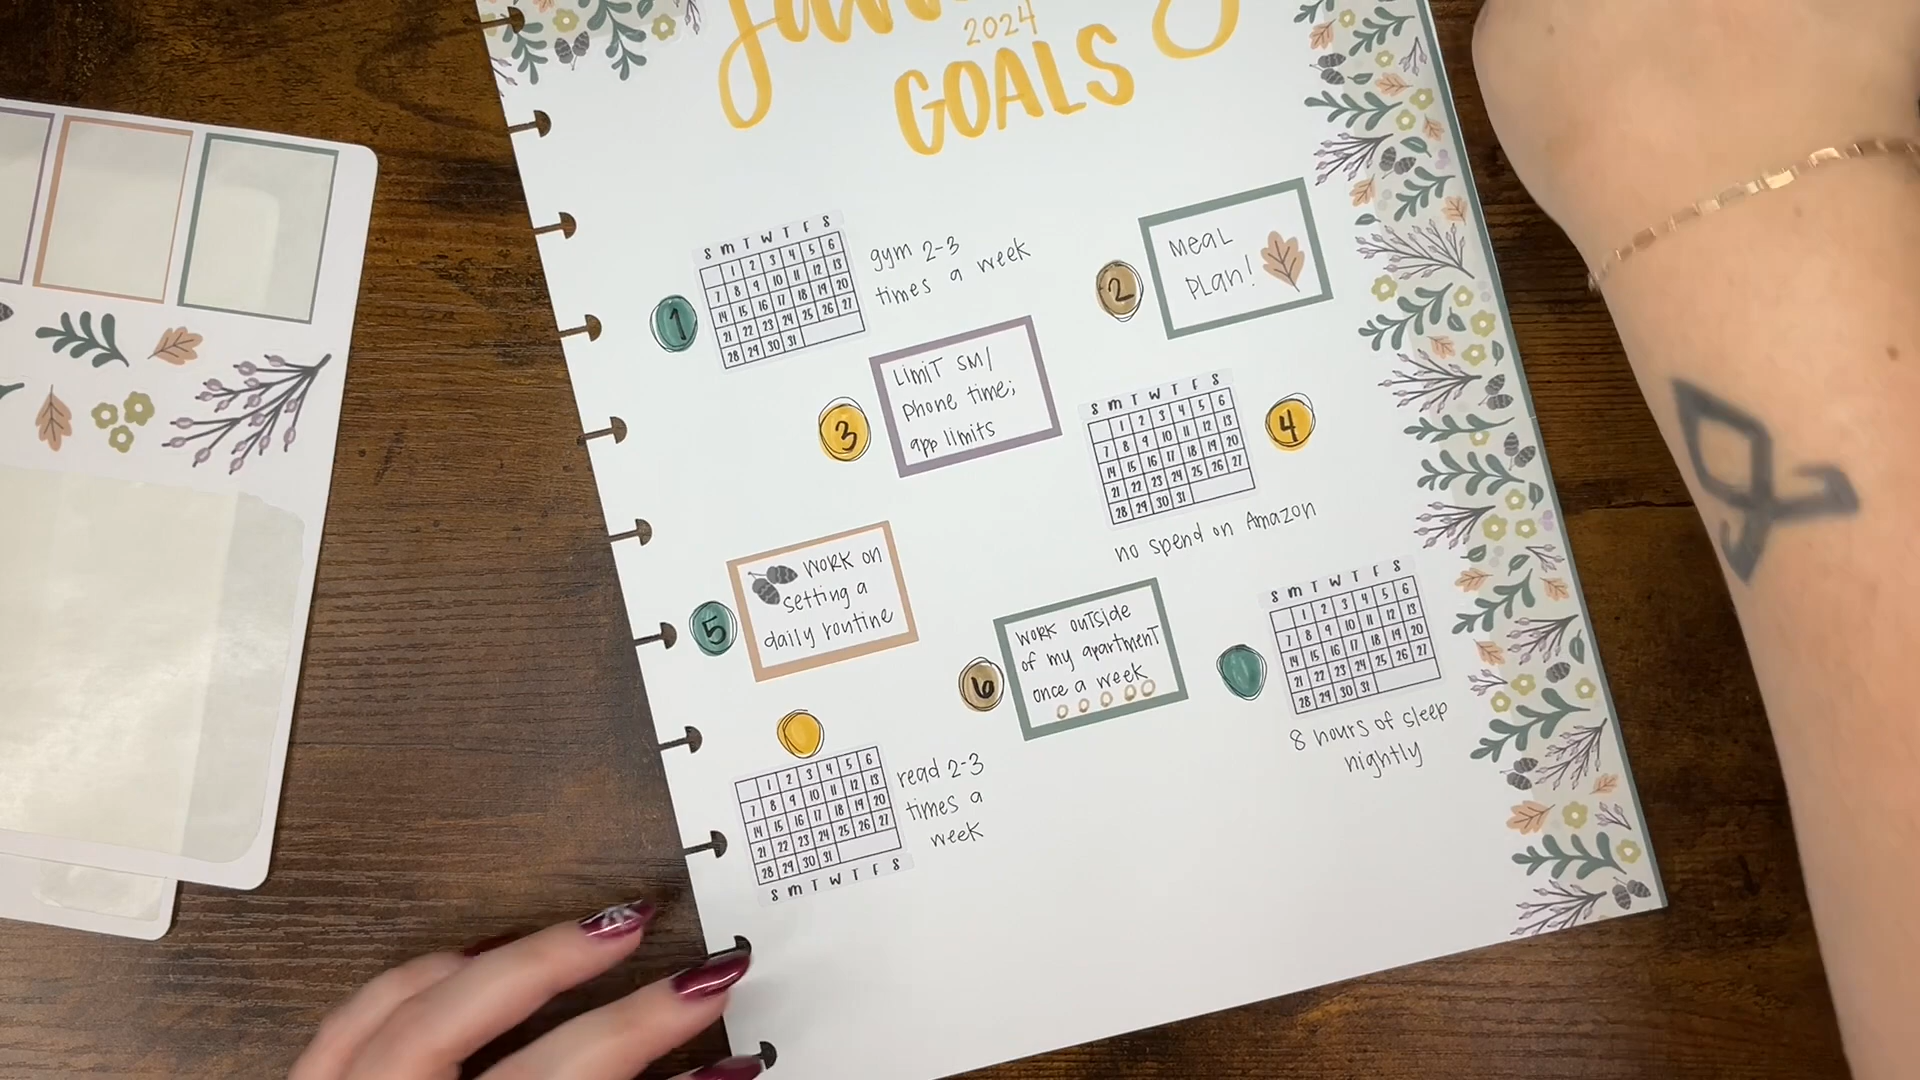 2024
GOALS
1
S M T W T F S
1 2 3 4 5 6
7 8 9 10 11 12 13
14 15 16 17 18 19 20
21 22 23 24 25 26 27
28 29 30 31
gym 2-3
times a week
2
MEAL
PLAN!
3
LIMIT SM/
phone time;
app limits
S M T W T F S
1 2 3 4 5 6
7 8 9 10 11 12 13
14 15 16 17 18 19 20
21 22 23 24 25 26 27
28 29 30 31
4
no spend on Amazon
5
WORK on
setting a
daily routine
6
WORK OUTSide
of my apartmenT
once a week
S M T W T F S
1 2 3 4 5 6
7 8 9 10 11 12 13
14 15 16 17 18 19 20
21 22 23 24 25 26 27
28 29 30 31
8 hours of sleep
nightly
1 2 3 4 5 6
7 8 9 10 11 12 13
14 15 16 17 18 19 20
21 22 23 24 25 26 27
28 29 30 31
S M T W T F S
read 2-3
times a
week